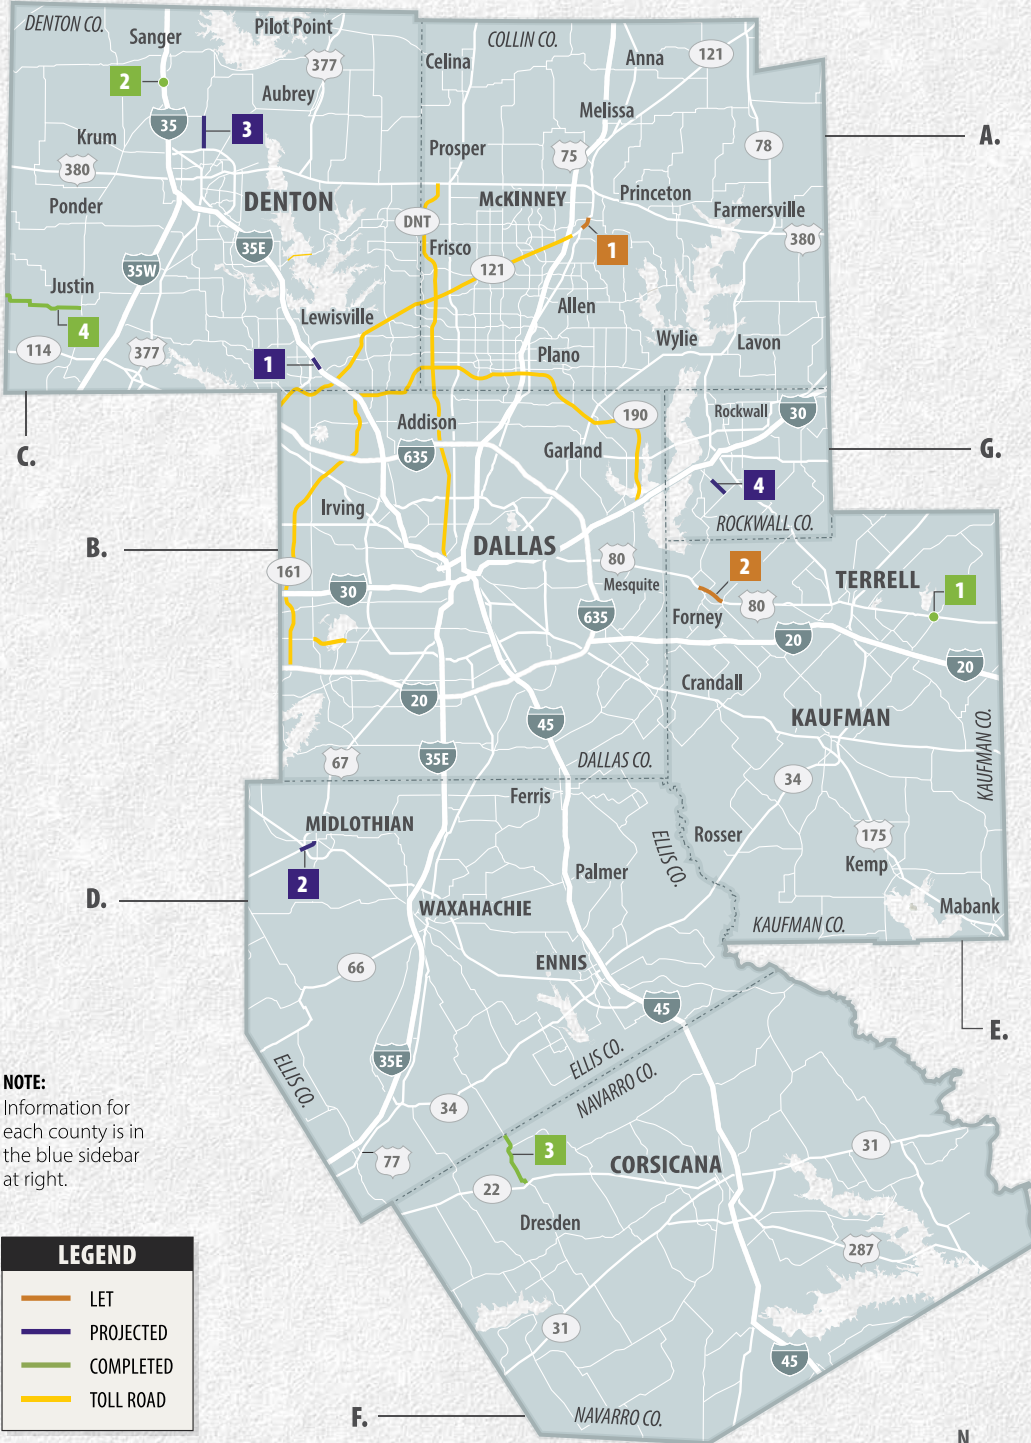 DENTON CO.
Sanger
Pilot Point
COLLIN CO.
377
Celina
Anna
121
2
Aubrey
Melissa
35
3
Krum
Prosper
75
78
A.
380
DENTON
McKINNEY
Princeton
Ponder
DNT
Farmersville
35E
Frisco
1
380
35W
121
Justin
Lewisville
Allen
4
Wylie
Lavon
114
377
1
Plano
C.
Addison
190
Rockwall
30
635
Garland
G.
4
Irving
ROCKWALL CO.
B.
DALLAS
80
2
TERRELL
161
30
Mesquite
80
1
635
Forney
20
20
Crandall
20
45
KAUFMAN
67
35E
DALLAS CO.
KAUFMAN CO.
34
Ferris
MIDLOTHIAN
ELLIS CO.
Rosser
175
Kemp
2
Palmer
D.
WAXAHACHIE
Mabank
KAUFMAN CO.
66
ENNIS
45
E.
35E
ELLIS CO.
ELLIS CO.
NAVARRO CO.
NOTE:
Information for
each county is in
the blue sidebar
at right.
34
77
3
31
22
CORSICANA
Dresden
287
LEGEND
LET
PROJECTED
COMPLETED
TOLL ROAD
31
45
F.
NAVARRO CO.
N